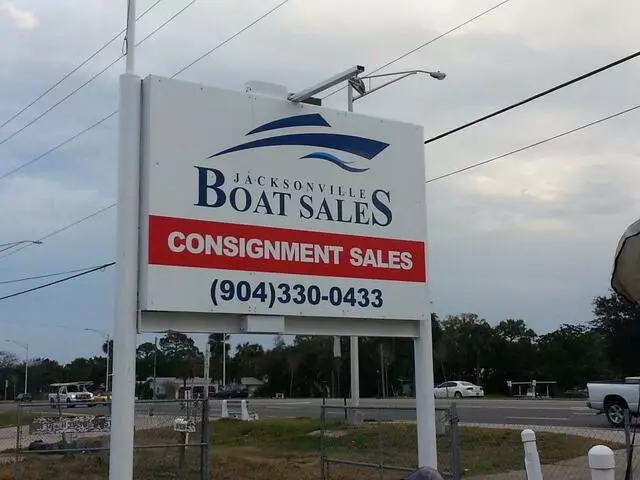 JACKSONVILLE
BOAT SALES
CONSIGNMENT SALES
(904)330-0433